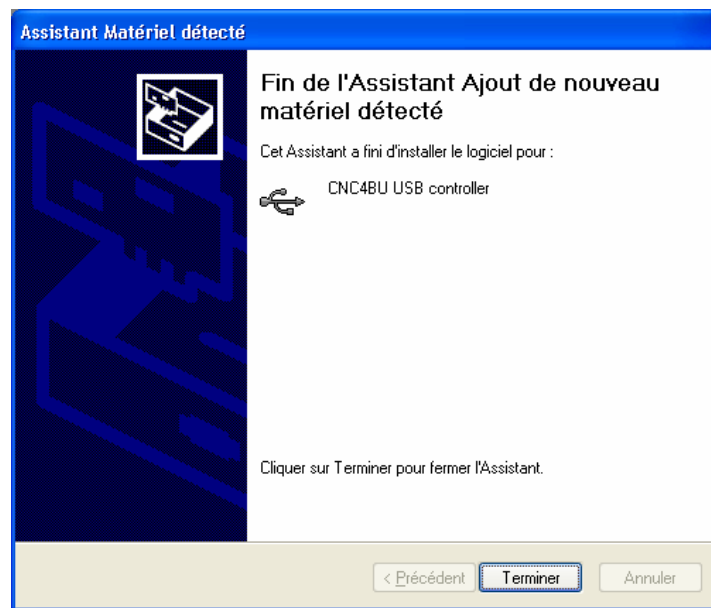 Assistant Matériel détecté
Fin de l'Assistant Ajout de nouveau
matériel détecté
Cet Assistant a fini d'installer le logiciel pour :
CNC4BU USB controller
Cliquer sur Terminer pour fermer l'Assistant.
< Précédent Terminer Annuler